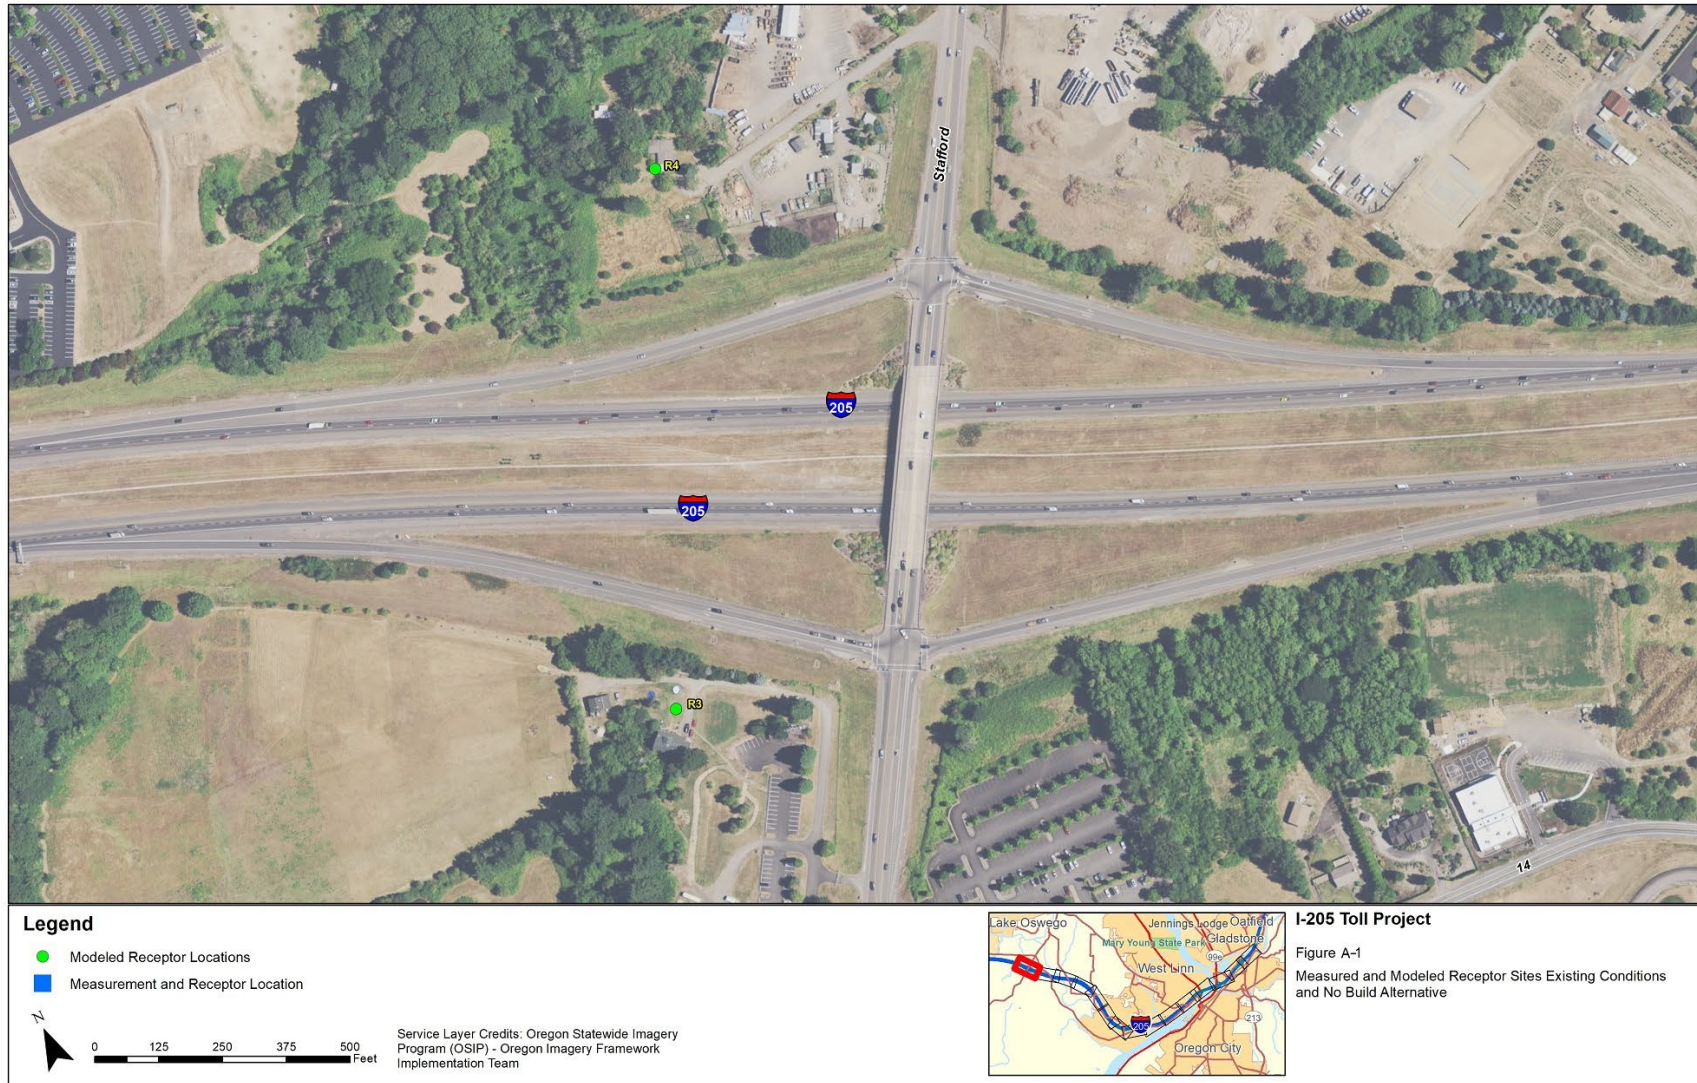 Stafford
R4
205
205
R3
14
Legend
Modeled Receptor Locations
Measurement and Receptor Location
N
0 125 250 375 500
Feet
Service Layer Credits: Oregon Statewide Imagery
Program (OSIP) - Oregon Imagery Framework
Implementation Team
Lake Oswego
Jennings Lodge
Oatfield
Mary Young State Park
Gladstone
99e
West Linn
205
213
Oregon City
I-205 Toll Project
Figure A-1
Measured and Modeled Receptor Sites Existing Conditions
and No Build Alternative